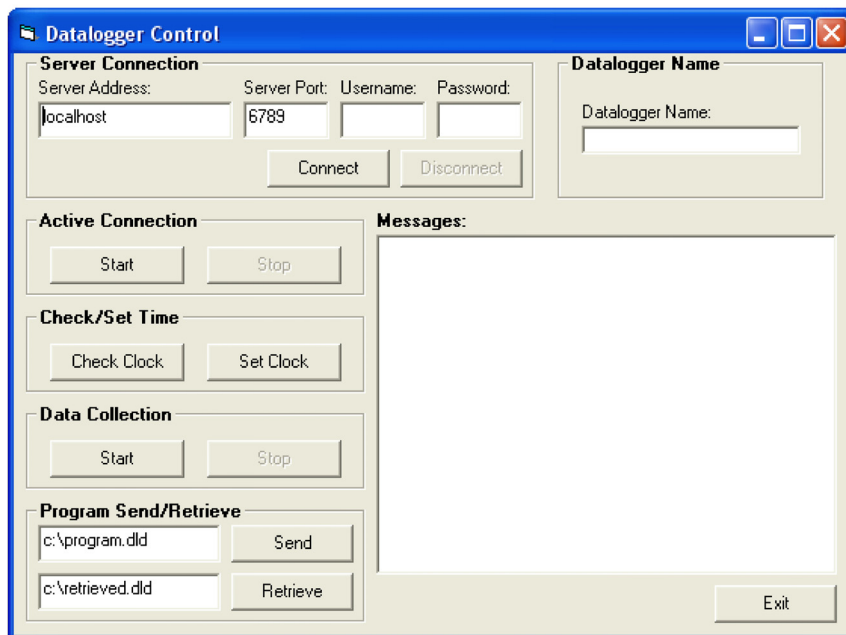 Datalogger Control
Server Connection
Server Address: Server Port: Username: Password:
localhost 6789
Connect Disconnect
Datalogger Name
Datalogger Name:
Active Connection
Start Stop
Check/Set Time
Check Clock Set Clock
Data Collection
Start Stop
Program Send/Retrieve
c:\program.dld Send
c:\retrieved.dld Retrieve
Messages:
Exit